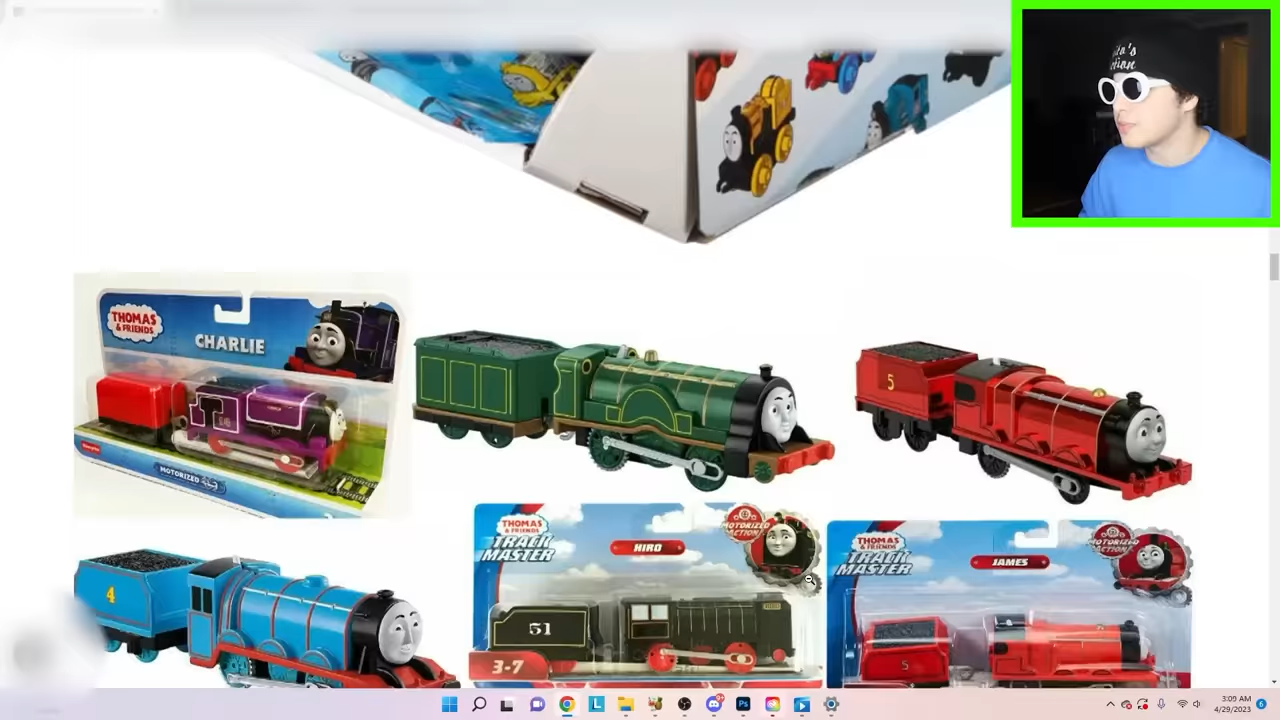 THOMAS
& FRIENDS
CHARLIE
14
MOTORIZED
5
4
THOMAS
& FRIENDS
TRACK
MASTER
HIRO
MOTORIZED
ACTION!
51
3-7
THOMAS
& FRIENDS
TRACK
MASTER
JAMES
MOTORIZED
ACTION!
5
3:09 AM
4/29/2023